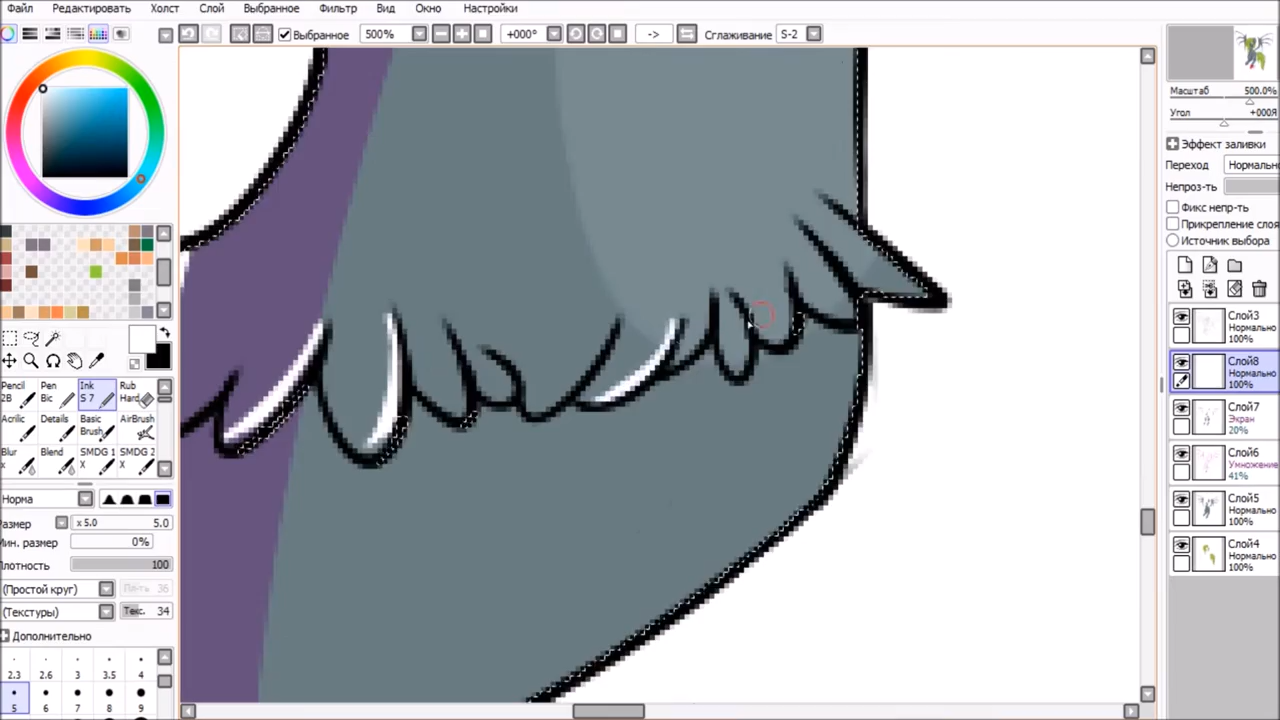 Файл Редактировать Холст Слой Выбранное Фильтр Вид Окно Настройки
Выбранное 500% +000° -> Сглаживание S-2
Масштаб 500.0%
Угол +000Я
Эффект заливки
Переход Нормальн
Непроз-ть
Фикс непр-ть
Прикрепление слоя
Источник выбора
Слой3
Нормально
100%
Слой8
Нормально
100%
Слой7
Экран
20%
Слой6
Умножение
41%
Слой5
Нормально
100%
Слой4
Нормально
100%
Pencil Pen Ink Rub
2B Bic S 7 Hard
Acrilic Details Basic AirBrush
Brush
Blur Blend SMDG 1 SMDG 2
x X X
Норма
Размер x 5.0 5.0
Мин. размер 0%
Плотность 100
(Простой круг) 36
(Текстуры) Текс. 34
Дополнительно
2.3 2.6 3 3.5 4
5 6 7 8 9